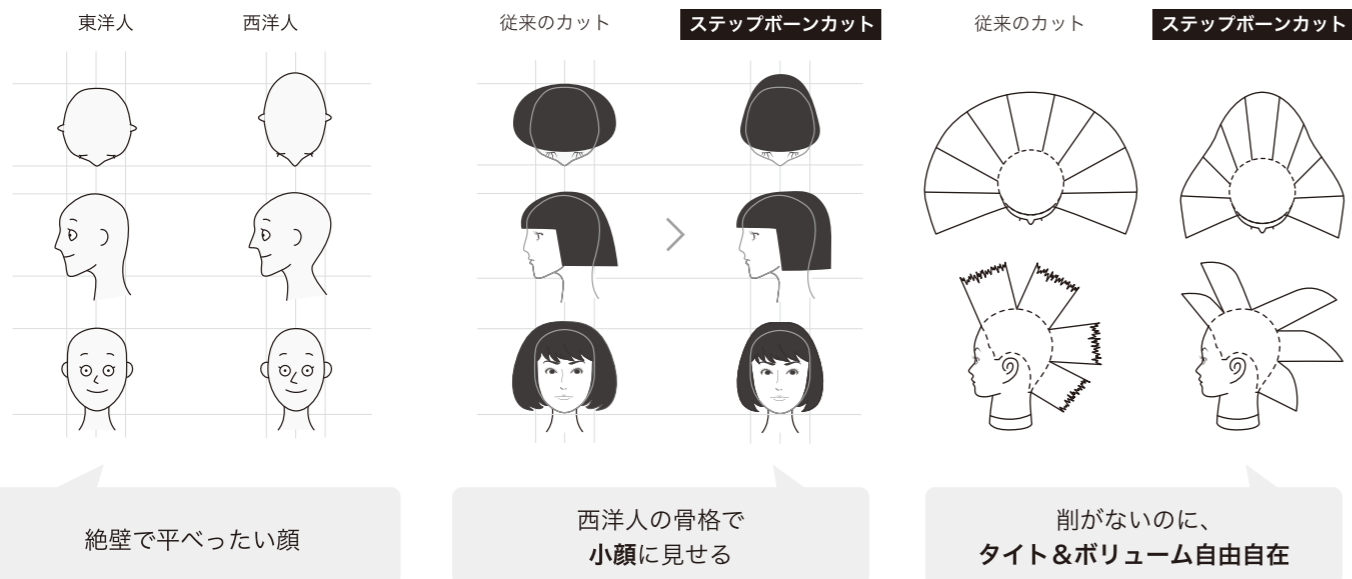 東洋人
西洋人
絶壁で平べったい顔
従来のカット
ステップボーンカット
西洋人の骨格で
小顔に見せる
従来のカット
ステップボーンカット
削がないのに、
タイト&ボリューム自由自在